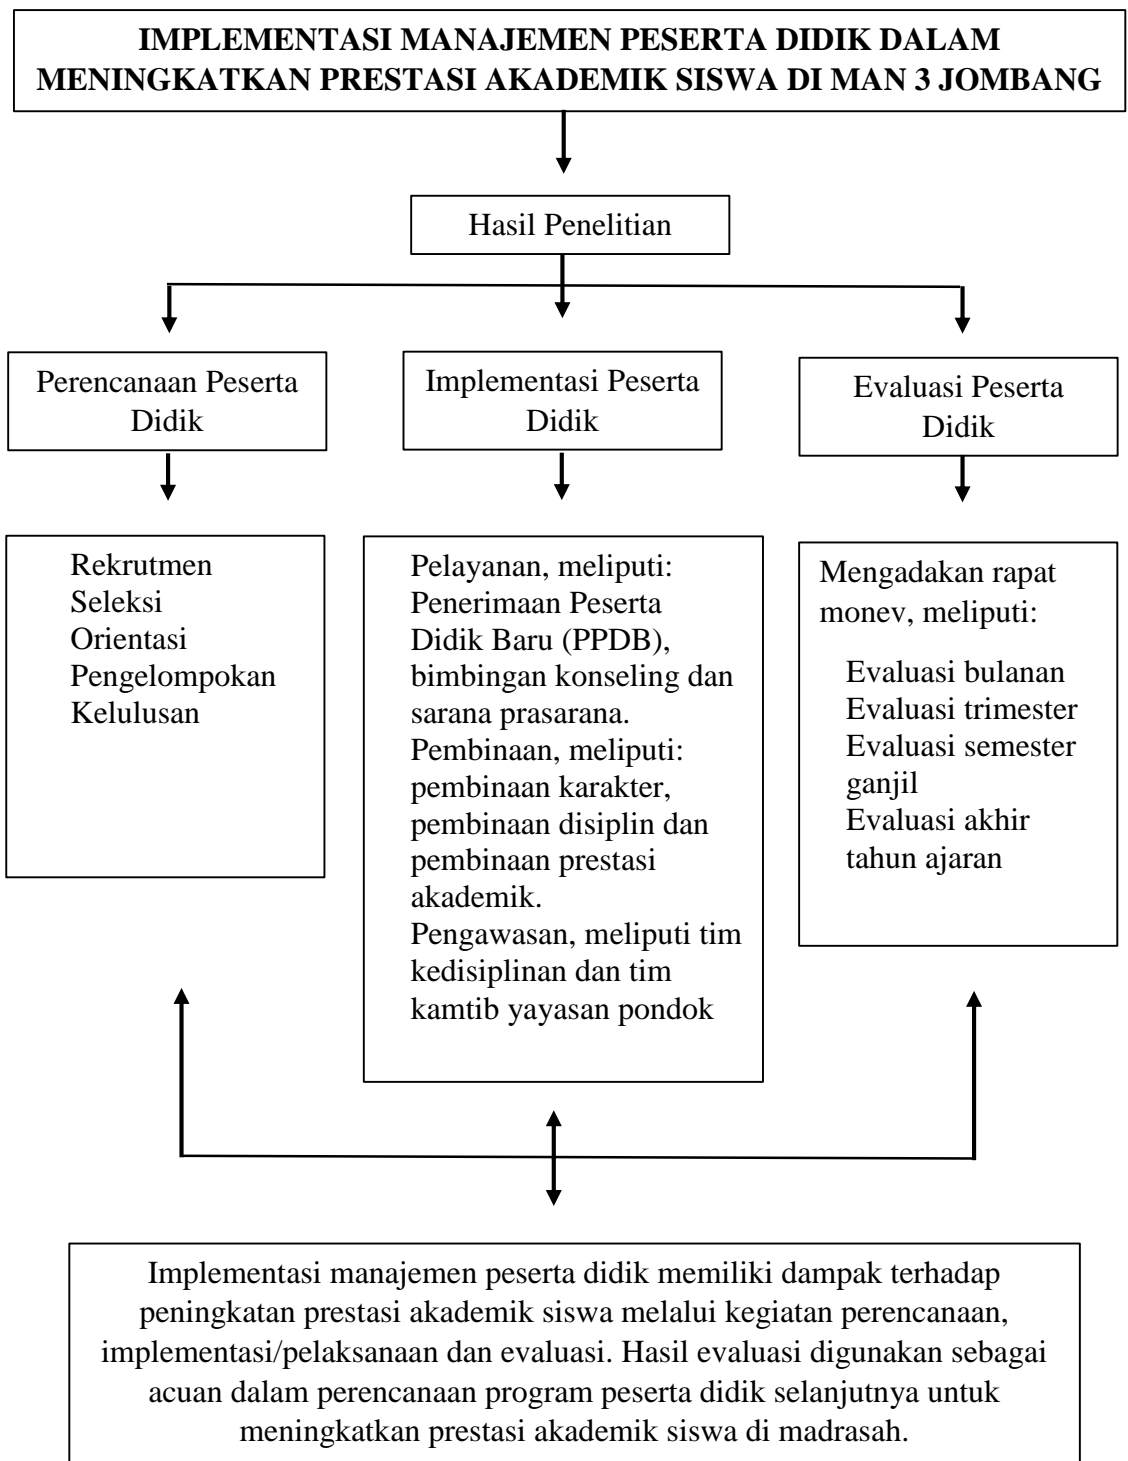 IMPLEMENTASI MANAJEMEN PESERTA DIDIK DALAM
MENINGKATKAN PRESTASI AKADEMIK SISWA DI MAN 3 JOMBANG
Hasil Penelitian
Perencanaan Peserta
Didik
Implementasi Peserta
Didik
Evaluasi Peserta
Didik
Rekrutmen
Seleksi
Orientasi
Pengelompokan
Kelulusan
Pelayanan, meliputi:
Penerimaan Peserta
Didik Baru (PPDB),
bimbingan konseling dan
sarana prasarana.
Pembinaan, meliputi:
pembinaan karakter,
pembinaan disiplin dan
pembinaan prestasi
akademik.
Pengawasan, meliputi tim
kedisiplinan dan tim
kamtib yayasan pondok
Mengadakan rapat
monev, meliputi:
Evaluasi bulanan
Evaluasi trimester
Evaluasi semester
ganjil
Evaluasi akhir
tahun ajaran
Implementasi manajemen peserta didik memiliki dampak terhadap
peningkatan prestasi akademik siswa melalui kegiatan perencanaan,
implementasi/pelaksanaan dan evaluasi. Hasil evaluasi digunakan sebagai
acuan dalam perencanaan program peserta didik selanjutnya untuk
meningkatkan prestasi akademik siswa di madrasah.